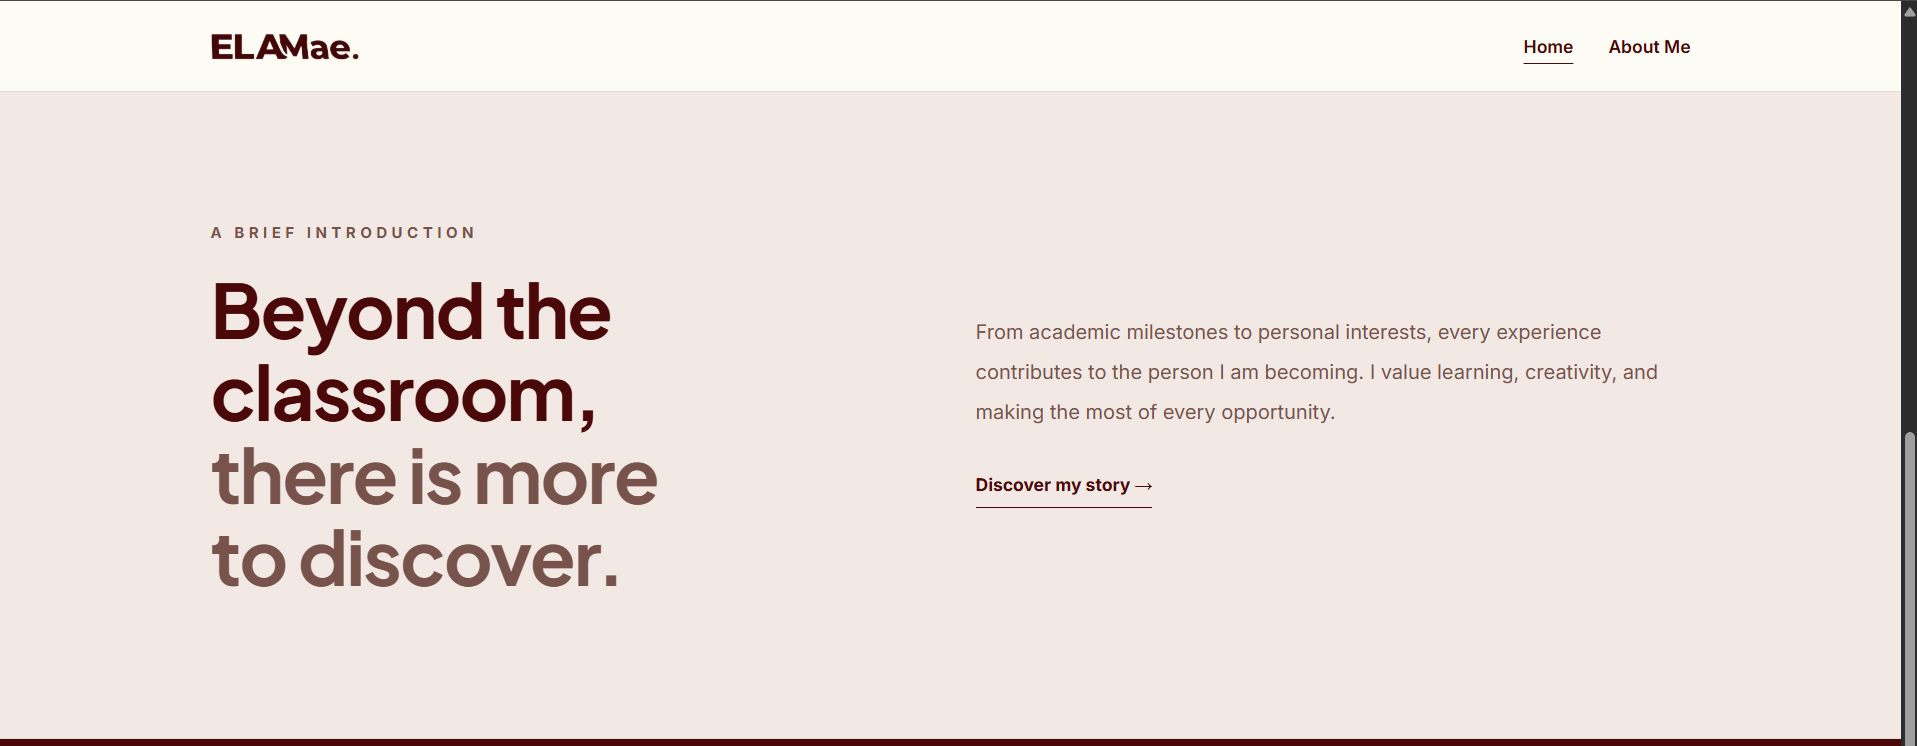 ELAMae.
Home
About Me
A BRIEF INTRODUCTION
Beyond the
classroom,
there is more
to discover.
From academic milestones to personal interests, every experience
contributes to the person I am becoming. I value learning, creativity, and
making the most of every opportunity.
Discover my story →